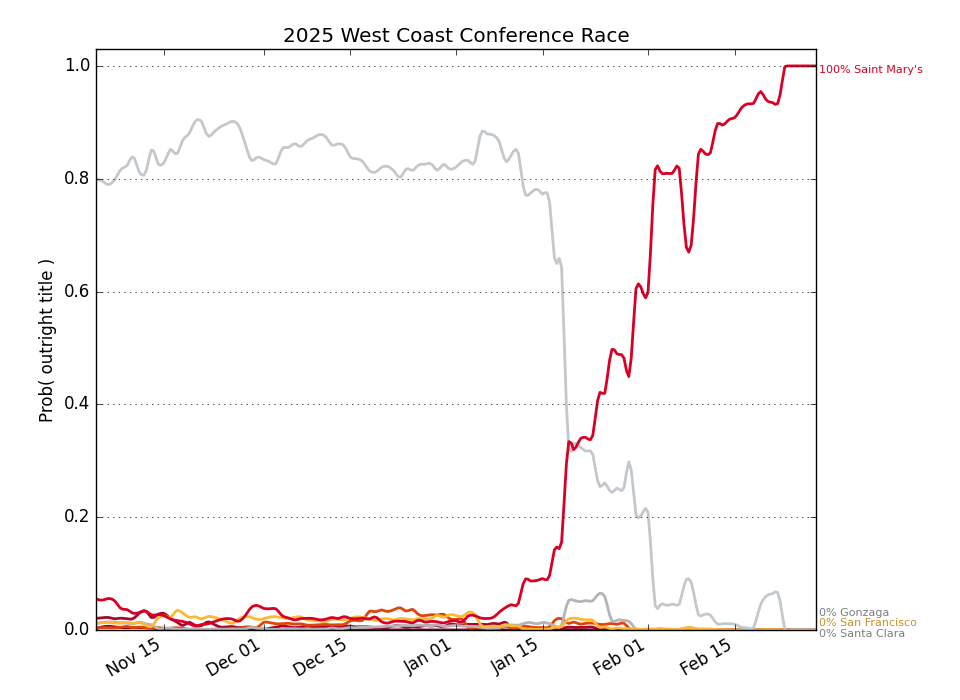 2025 West Coast Conference Race
Prob( outright title )
1.0
0.8
0.6
0.4
0.2
0.0
Nov 15
Dec 01
Dec 15
Jan 01
Jan 15
Feb 01
Feb 15
100% Saint Mary's
0% Gonzaga
0% San Francisco
0% Santa Clara